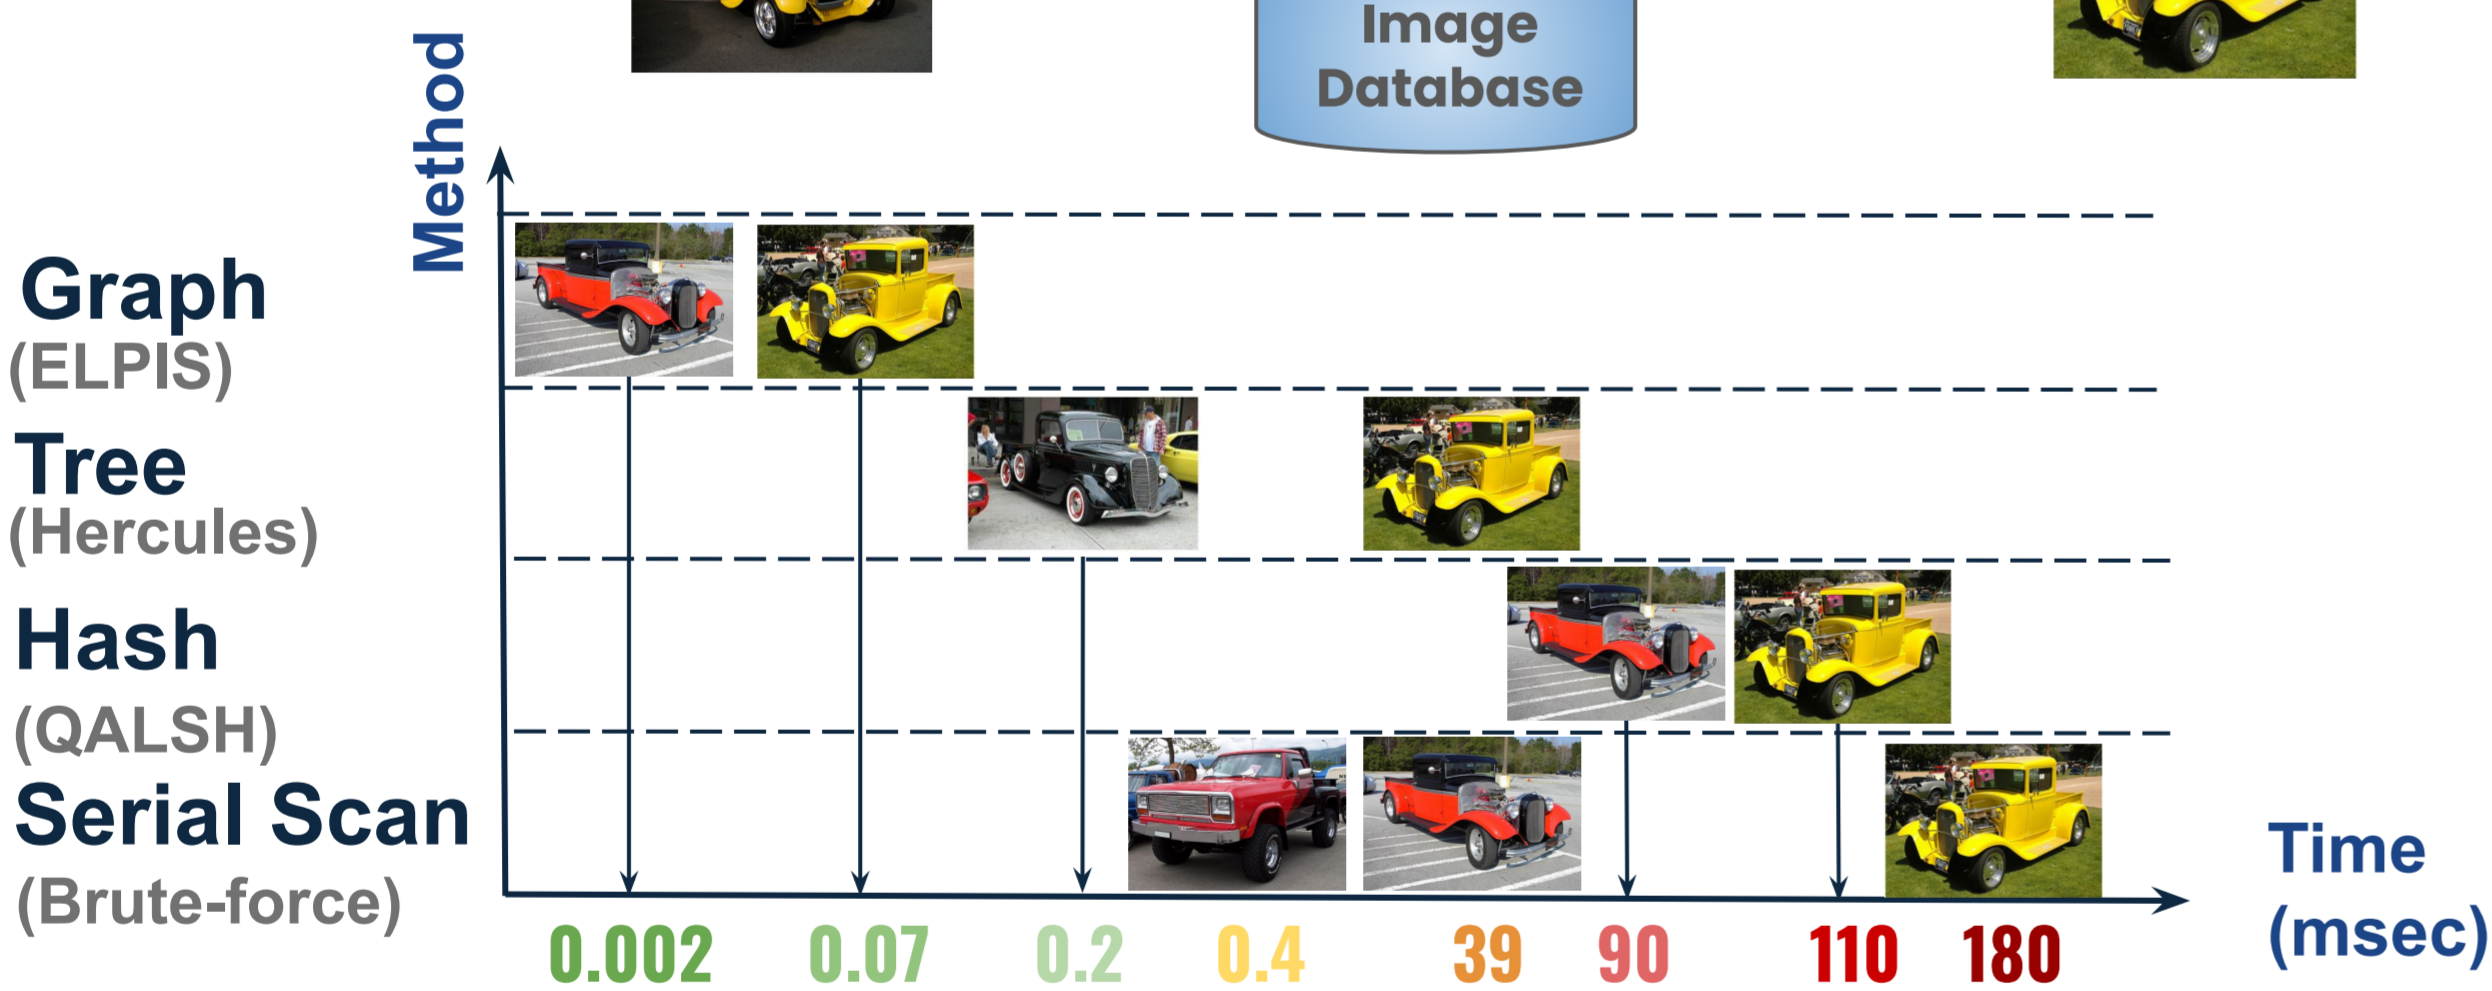 Image
Database
Method
Graph
(ELPIS)
Tree
(Hercules)
Hash
(QALSH)
Serial Scan
(Brute-force)
0.002 0.07 0.2 0.4 39 90 110 180
Time
(msec)